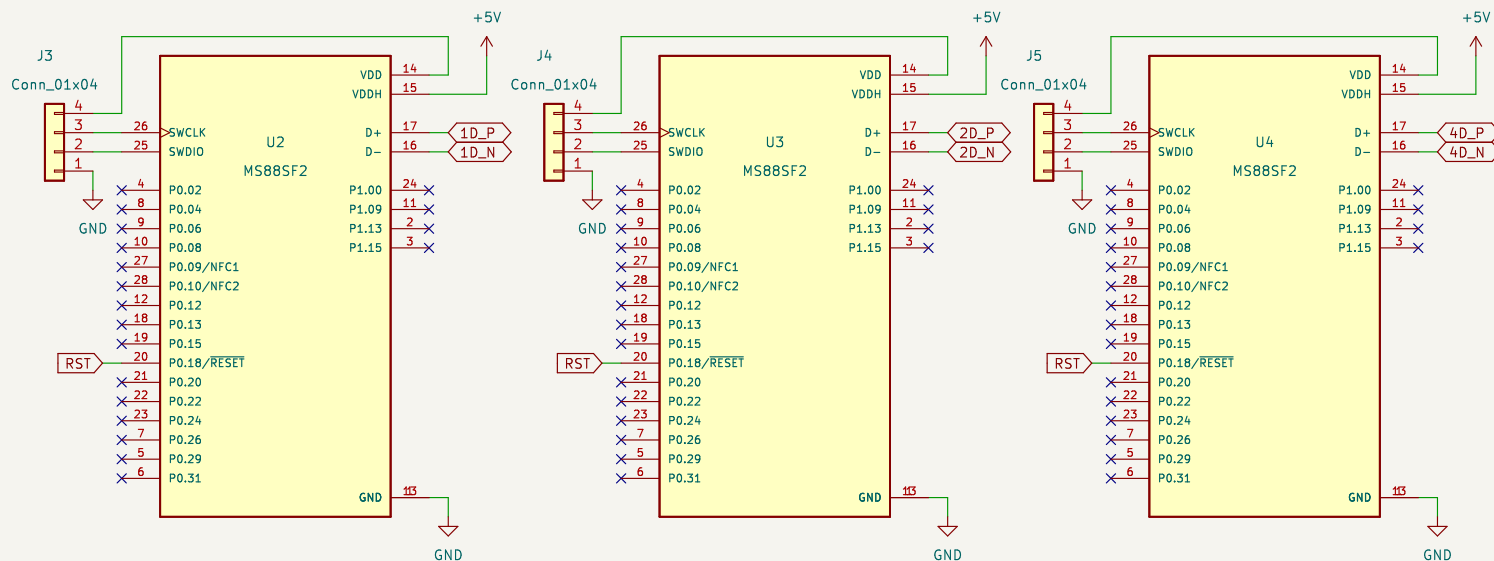 +5V
J3
Conn_01x04
4
3
2
1
GND
26 SWCLK
25 SWDIO
4 P0.02
8 P0.04
9 P0.06
10 P0.08
27 P0.09/NFC1
28 P0.10/NFC2
12 P0.12
18 P0.13
19 P0.15
RST 20 P0.18/RESET
21 P0.20
22 P0.22
23 P0.24
7 P0.26
5 P0.29
6 P0.31
U2
MS88SF2
VDD 14
VDDH 15
D+ 17 1D_P
D- 16 1D_N
P1.00 24
P1.09 11
P1.13 2
P1.15 3
GND 13
GND
+5V
J4
Conn_01x04
4
3
2
1
GND
26 SWCLK
25 SWDIO
4 P0.02
8 P0.04
9 P0.06
10 P0.08
27 P0.09/NFC1
28 P0.10/NFC2
12 P0.12
18 P0.13
19 P0.15
RST 20 P0.18/RESET
21 P0.20
22 P0.22
23 P0.24
7 P0.26
5 P0.29
6 P0.31
U3
MS88SF2
VDD 14
VDDH 15
D+ 17 2D_P
D- 16 2D_N
P1.00 24
P1.09 11
P1.13 2
P1.15 3
GND 13
GND
+5V
J5
Conn_01x04
4
3
2
1
GND
26 SWCLK
25 SWDIO
4 P0.02
8 P0.04
9 P0.06
10 P0.08
27 P0.09/NFC1
28 P0.10/NFC2
12 P0.12
18 P0.13
19 P0.15
RST 20 P0.18/RESET
21 P0.20
22 P0.22
23 P0.24
7 P0.26
5 P0.29
6 P0.31
U4
MS88SF2
VDD 14
VDDH 15
D+ 17 4D_P
D- 16 4D_N
P1.00 24
P1.09 11
P1.13 2
P1.15 3
GND 13
GND